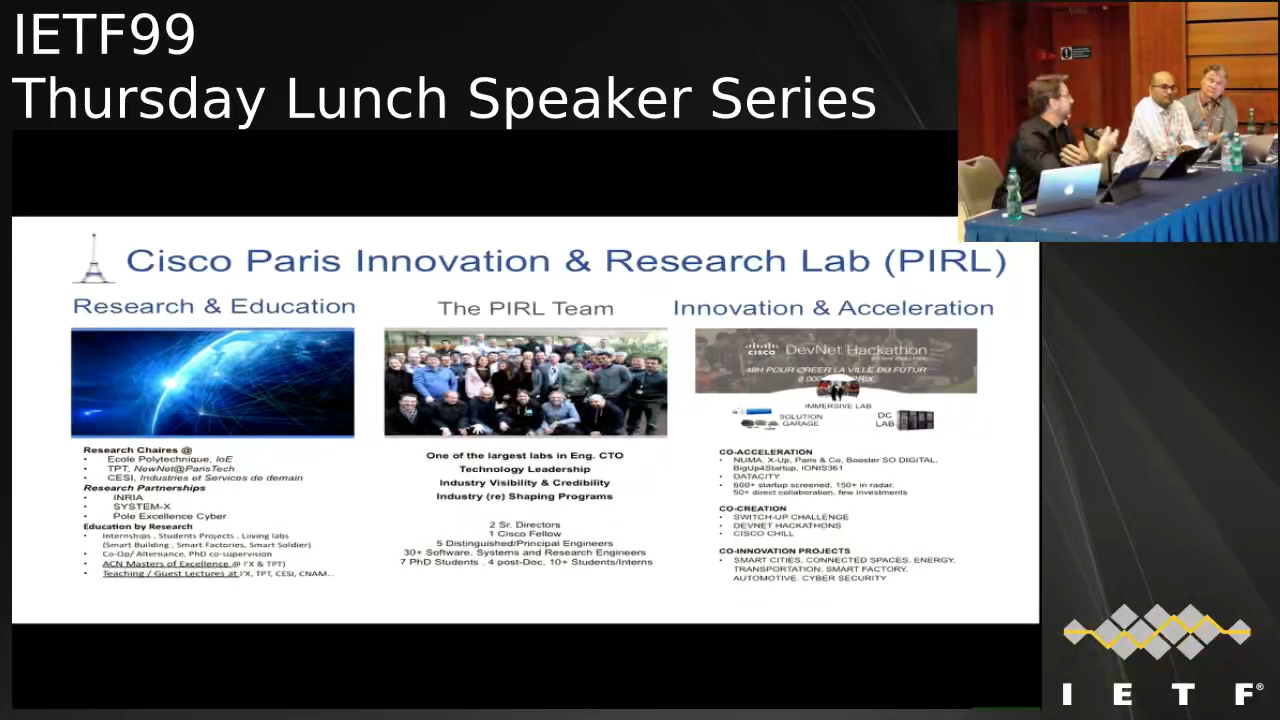 IETF99
Thursday Lunch Speaker Series
Cisco Paris Innovation & Research Lab (PIRL)
Research & Education
Research Chaires @
• Ecole Polytechnique, IoE
• TPT, NewNet@ParisTech
• CESI, Industries et Services de demain
Research Partnerships
• INRIA
• SYSTEM-X
• Pole Excellence Cyber
Education by Research
• Internships , Students Projects , Living labs
(Smart Building , Smart Factories, Smart Soldier)
• Co-Op/ Alternance, PhD co-supervision
• ACN Masters of Excellence @ l'X & TPT)
• Teaching / Guest Lectures at l'X, TPT, CESI, CNAM...
The PIRL Team
One of the largest labs in Eng. CTO
Technology Leadership
Industry Visibility & Credibility
Industry (re) Shaping Programs
2 Sr. Directors
1 Cisco Fellow
5 Distinguished/Principal Engineers
30+ Software, Systems and Research Engineers
7 PhD Students , 4 post-Doc, 10+ Students/Interns
Innovation & Acceleration
CISCO DevNet Hackathon
48H POUR CRÉER LA VILLE DU FUTUR
IMMERSIVE LAB
SOLUTION
GARAGE
DC
LAB
CO-ACCELERATION
• NUMA, X-Up, Paris & Co, Booster SO DIGITAL,
BigUp4Startup, IONIS361
• DATACITY
• 600+ startup screened, 150+ in radar,
50+ direct collaboration, few investments
CO-CREATION
• SWITCH-UP CHALLENGE
• DEVNET HACKATHONS
• CISCO CHILL
CO-INNOVATION PROJECTS
• SMART CITIES, CONNECTED SPACES, ENERGY,
TRANSPORTATION, SMART FACTORY,
AUTOMOTIVE, CYBER SECURITY
I E T F®